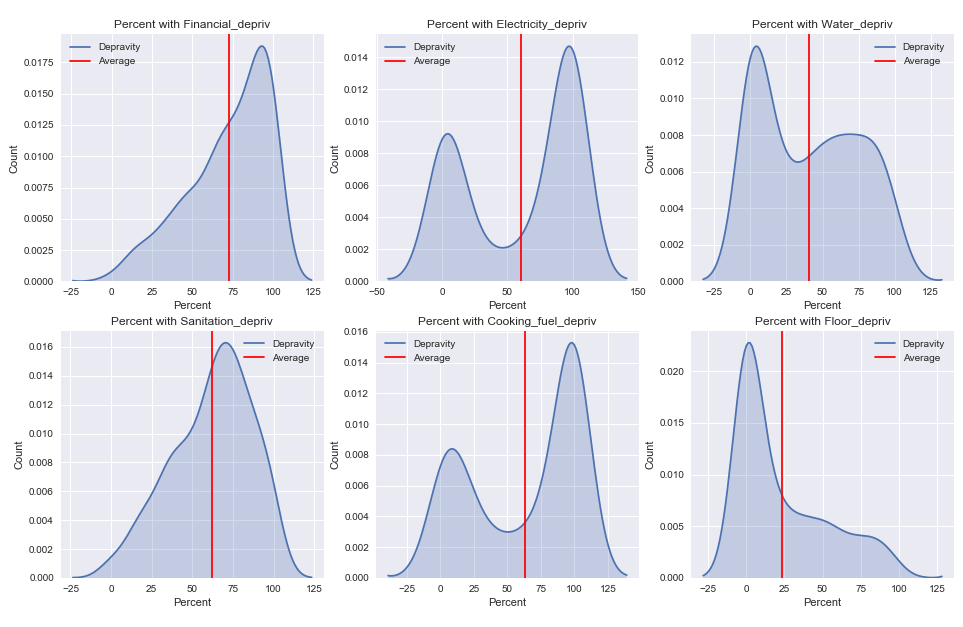 Percent with Financial_depriv
Depravity
Average
0.0175
0.0150
0.0125
0.0100
0.0075
0.0050
0.0025
0.0000
Count
−25 0 25 50 75 100 125
Percent
Percent with Electricity_depriv
Depravity
Average
0.014
0.012
0.010
0.008
0.006
0.004
0.002
0.000
Count
−50 0 50 100 150
Percent
Percent with Water_depriv
Depravity
Average
0.012
0.010
0.008
0.006
0.004
0.002
0.000
Count
−25 0 25 50 75 100 125
Percent
Percent with Sanitation_depriv
Depravity
Average
0.016
0.014
0.012
0.010
0.008
0.006
0.004
0.002
0.000
Count
−25 0 25 50 75 100 125
Percent
Percent with Cooking_fuel_depriv
Depravity
Average
0.016
0.014
0.012
0.010
0.008
0.006
0.004
0.002
0.000
Count
−25 0 25 50 75 100 125
Percent
Percent with Floor_depriv
Depravity
Average
0.020
0.015
0.010
0.005
0.000
Count
−25 0 25 50 75 100 125
Percent